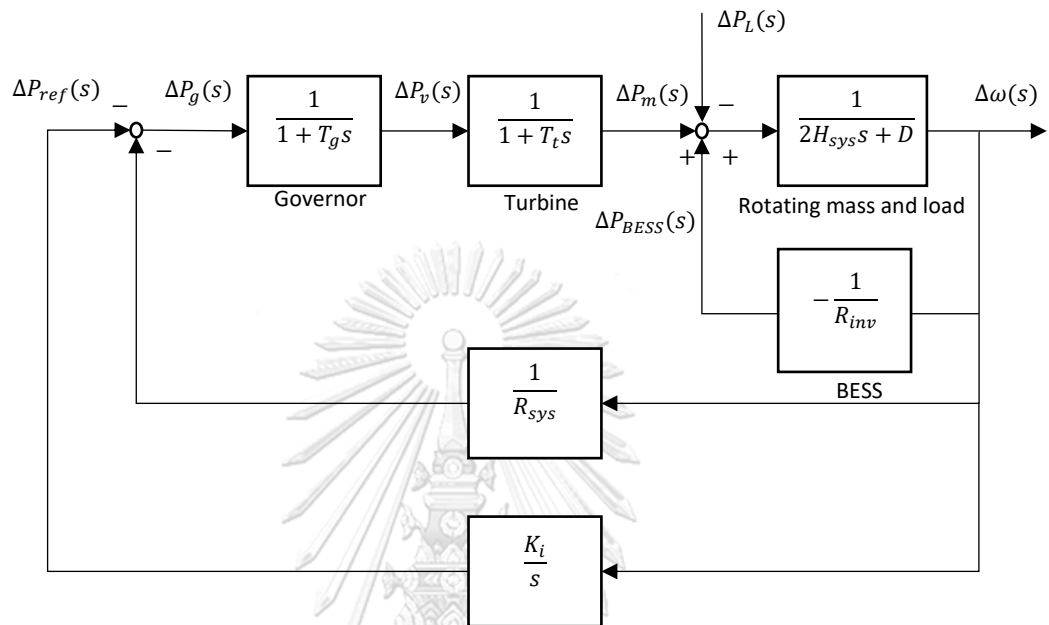 ΔP_L(s)
ΔP_ref(s) − ΔP_g(s) 1/(1 + T_g s) ΔP_v(s) 1/(1 + T_t s) ΔP_m(s) − 1/(2H_sys s + D) Δω(s)
− + +
Governor Turbine Rotating mass and load
ΔP_BESS(s)
−1/R_inv
BESS
1/R_sys
K_i/s